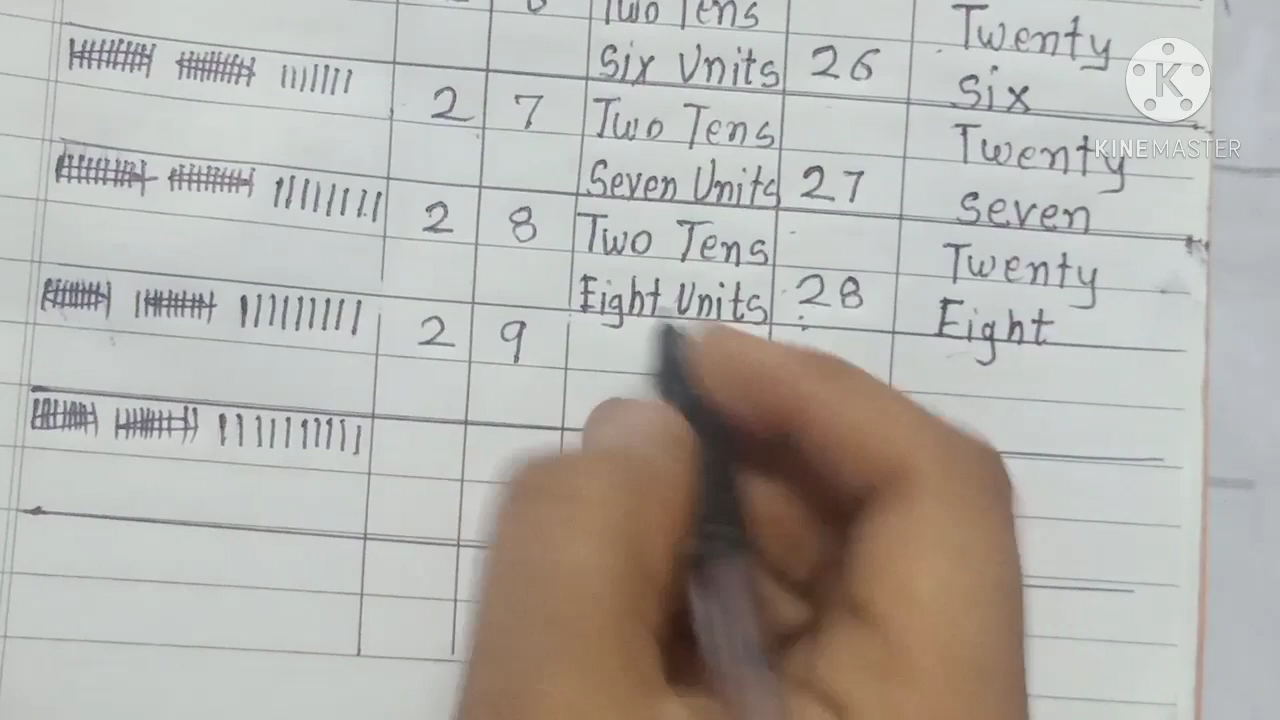 Two Tens
Twenty
Six Units 26
Six
2 7 Two Tens
Twenty
Seven Units 27
Seven
2 8 Two Tens
Twenty
Eight Units 28
Eight
2 9
K
KINEMASTER